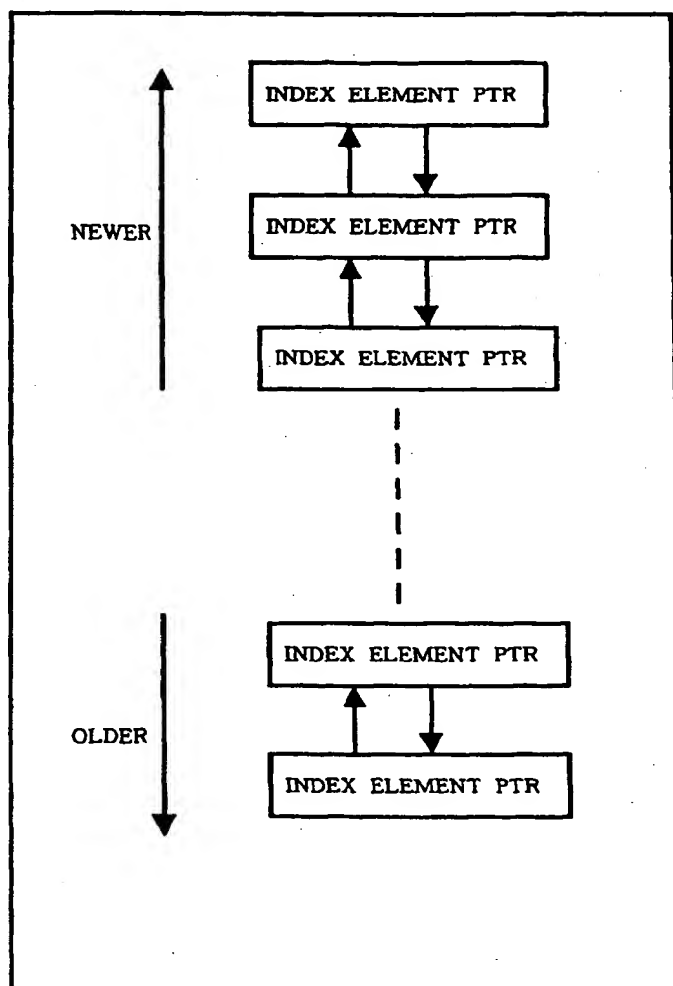 INDEX ELEMENT PTR
NEWER
INDEX ELEMENT PTR
INDEX ELEMENT PTR
INDEX ELEMENT PTR
OLDER
INDEX ELEMENT PTR